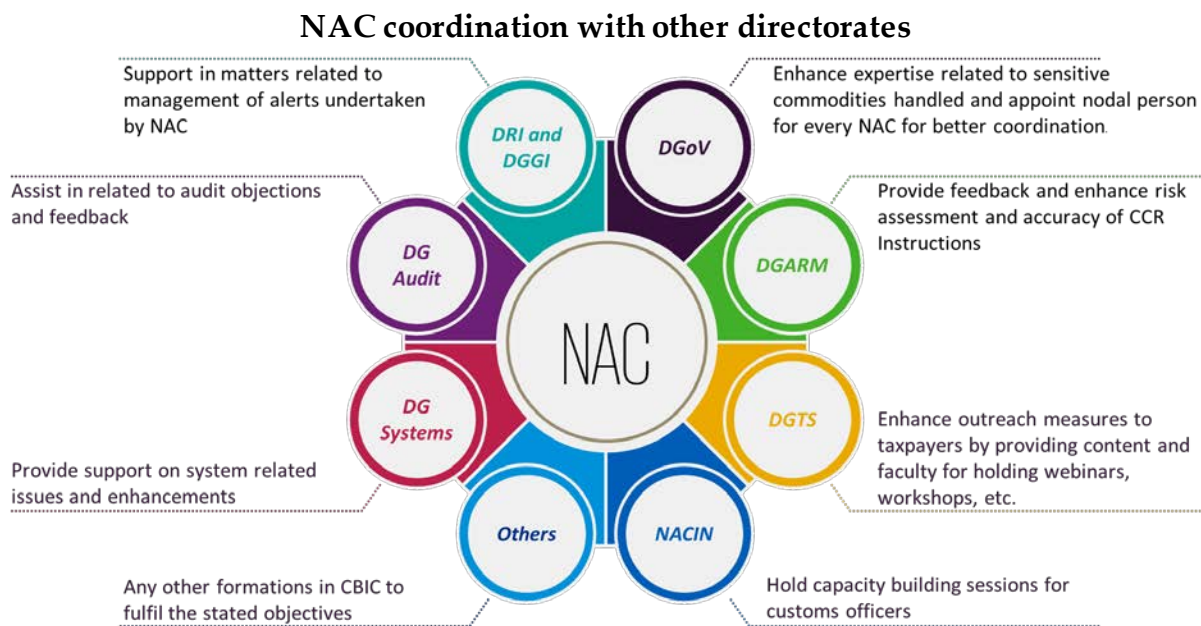 NAC coordination with other directorates
Support in matters related to
management of alerts undertaken
by NAC
DRI and
DGGI
DGoV
Enhance expertise related to sensitive
commodities handled and appoint nodal person
for every NAC for better coordination.
Assist in related to audit objections
and feedback
DG
Audit
DGARM
Provide feedback and enhance risk
assessment and accuracy of CCR
Instructions
NAC
DG
Systems
Provide support on system related
issues and enhancements
DGTS
Enhance outreach measures to
taxpayers by providing content and
faculty for holding webinars,
workshops, etc.
Others
Any other formations in CBIC to
fulfil the stated objectives
NACIN
Hold capacity building sessions for
customs officers